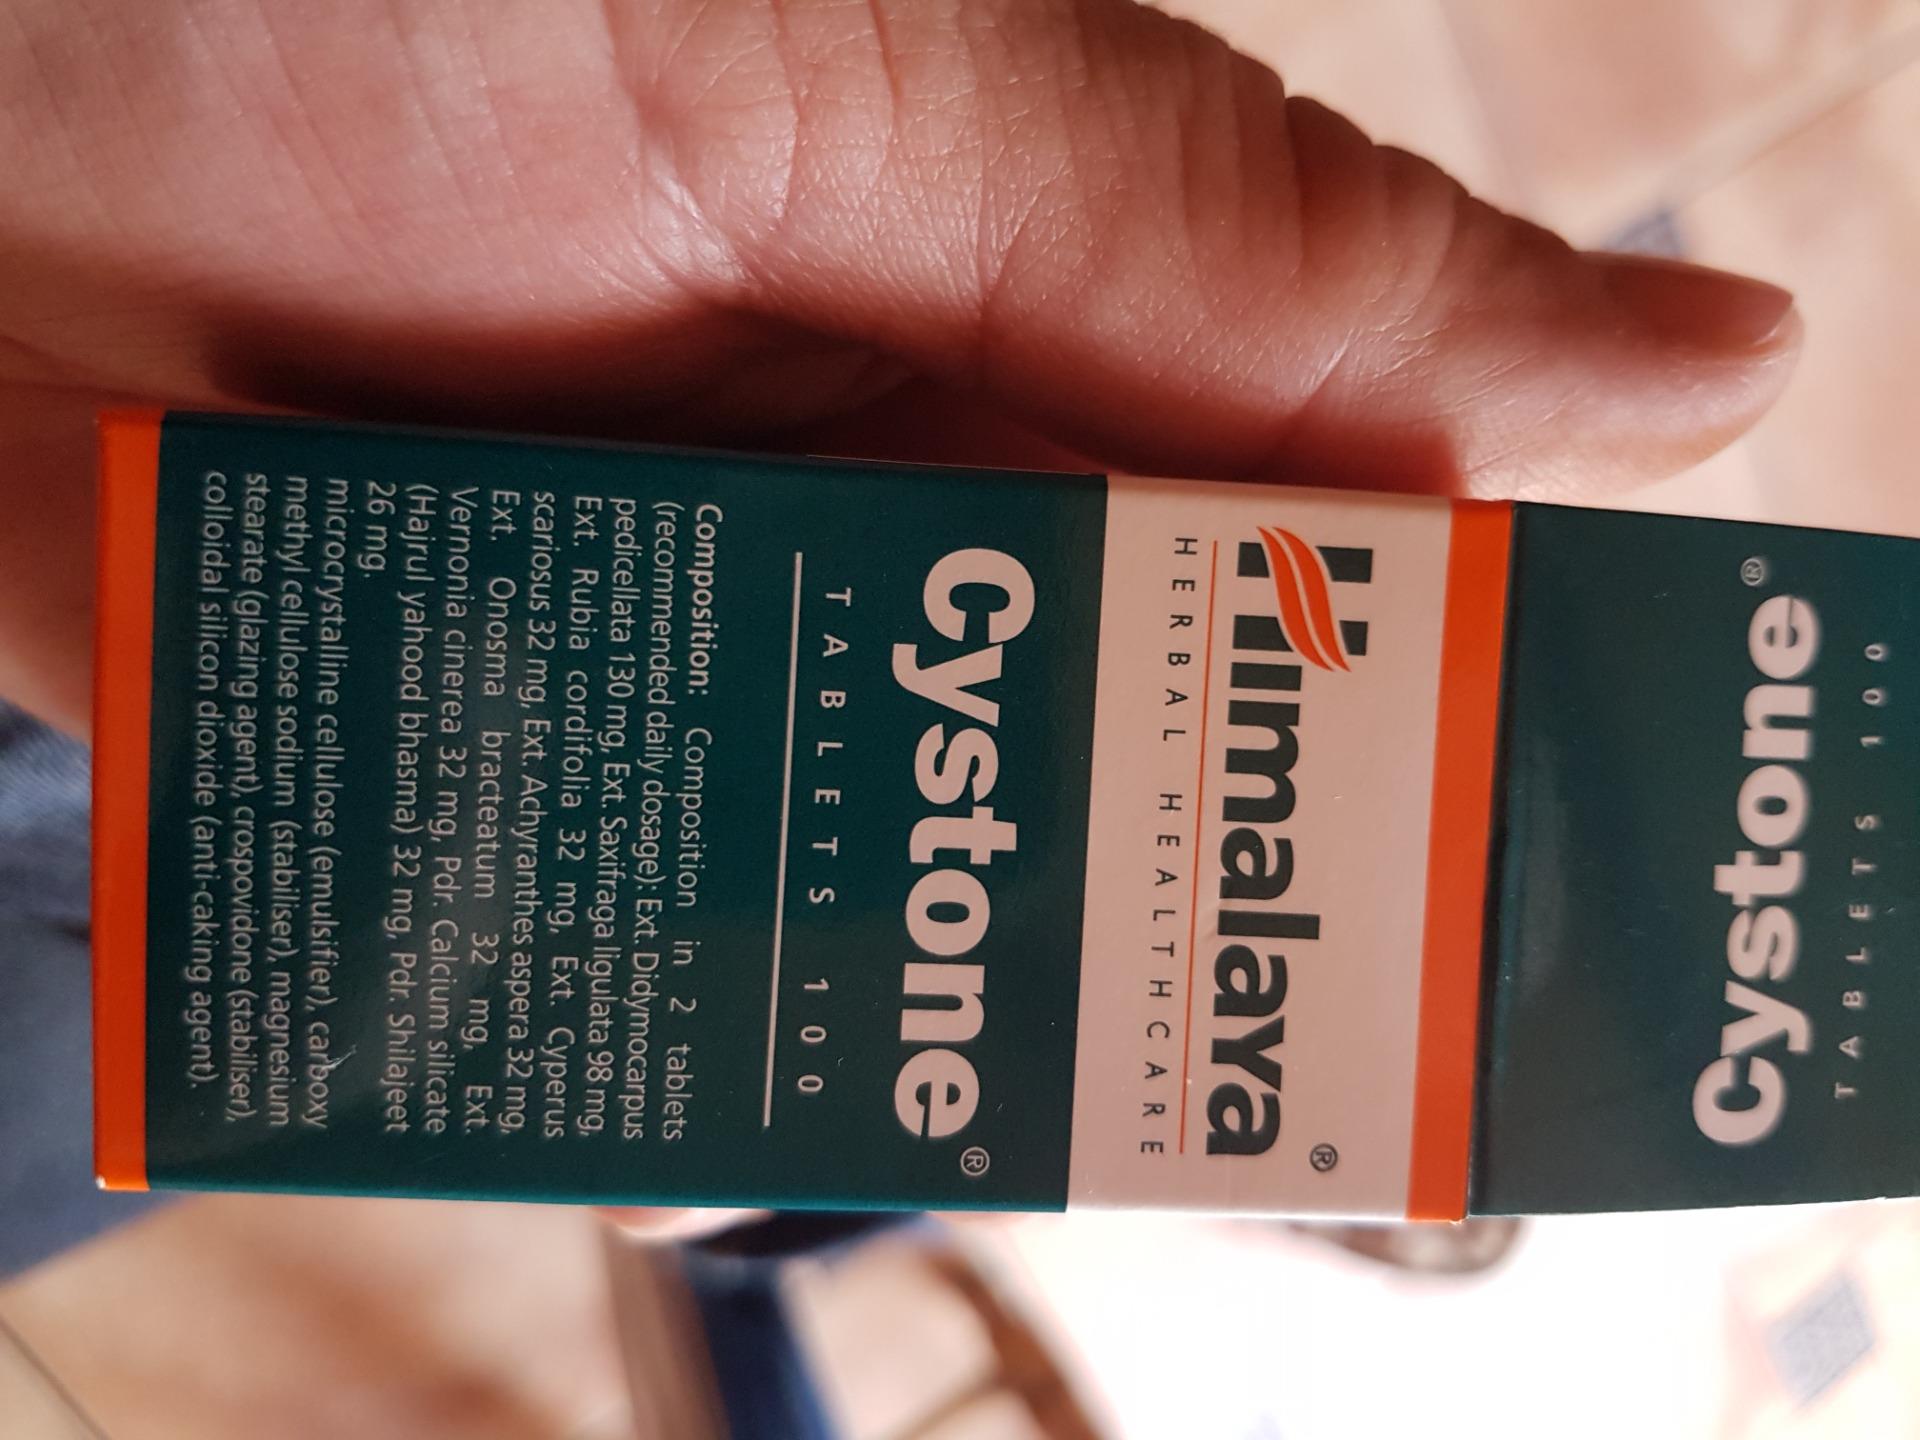 Cystone®
TABLETS 100
Himalaya®
HERBAL HEALTHCARE
Cystone®
TABLETS 100
Composition: Composition in 2 tablets
(recommended daily dosage): Ext. Didymocarpus
pedicellata 130 mg, Ext. Saxifraga ligulata 98 mg,
Ext. Rubia cordifolia 32 mg, Ext. Cyperus
scariosus 32 mg, Ext. Achyranthes aspera 32 mg,
Ext. Onosma bracteatum 32 mg, Ext.
Vernonia cinerea 32 mg, Pdr. Calcium silicate
(Hajrul yahood bhasma) 32 mg, Pdr. Shilajeet
26 mg.
microcrystalline cellulose (emulsifier), carboxy
methyl cellulose sodium (stabiliser), magnesium
stearate (glazing agent), crospovidone (stabiliser),
colloidal silicon dioxide (anti-caking agent).